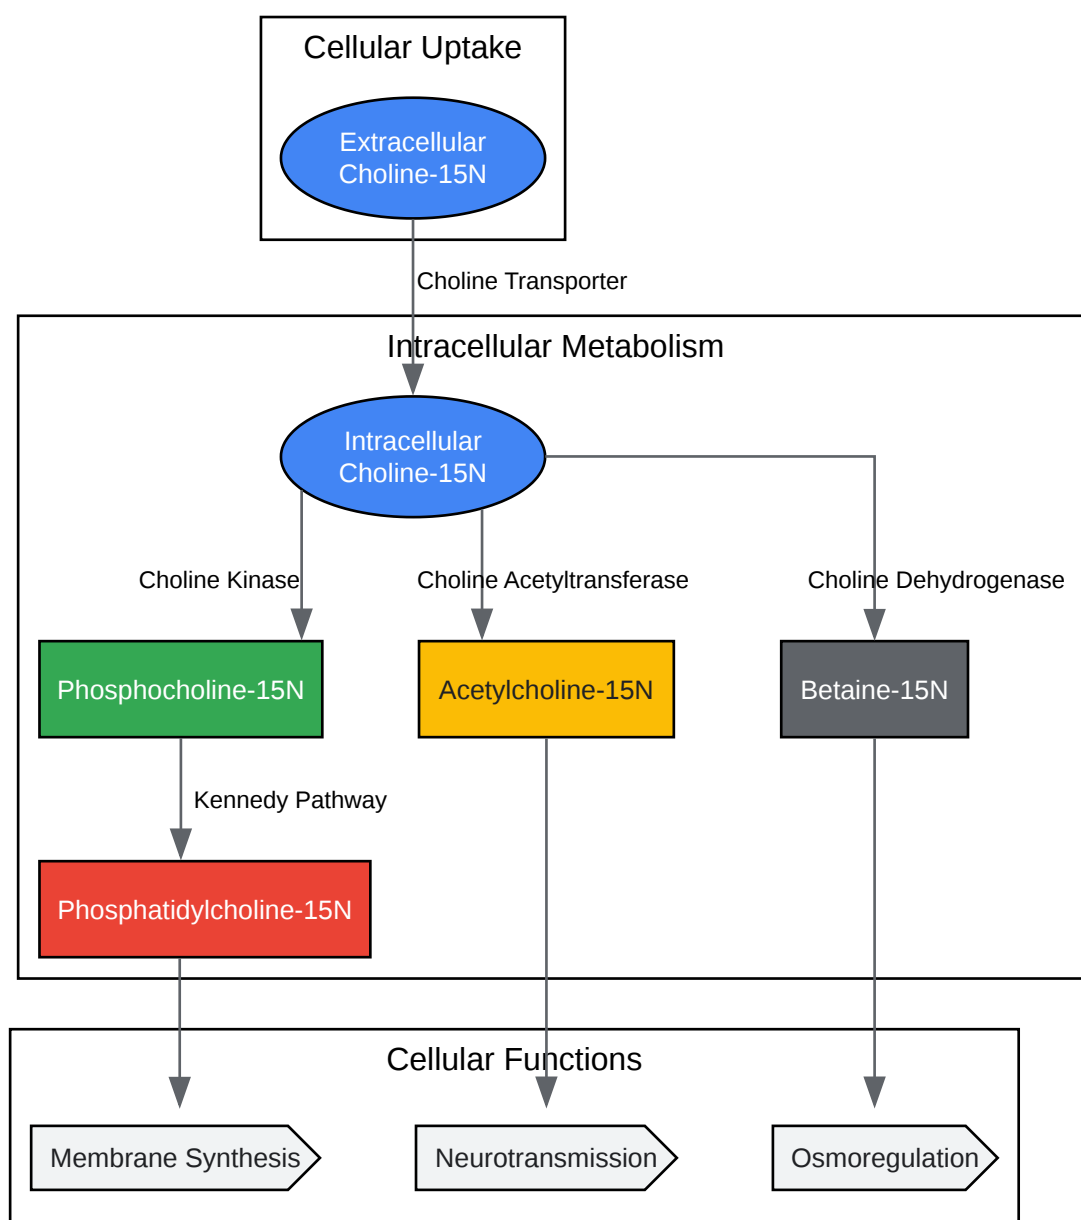 Cellular Uptake
Extracellular
Choline-15N
Choline Transporter
Intracellular Metabolism
Intracellular
Choline-15N
Choline Kinase
Choline Acetyltransferase
Choline Dehydrogenase
Phosphocholine-15N
Acetylcholine-15N
Betaine-15N
Kennedy Pathway
Phosphatidylcholine-15N
Cellular Functions
Membrane Synthesis
Neurotransmission
Osmoregulation